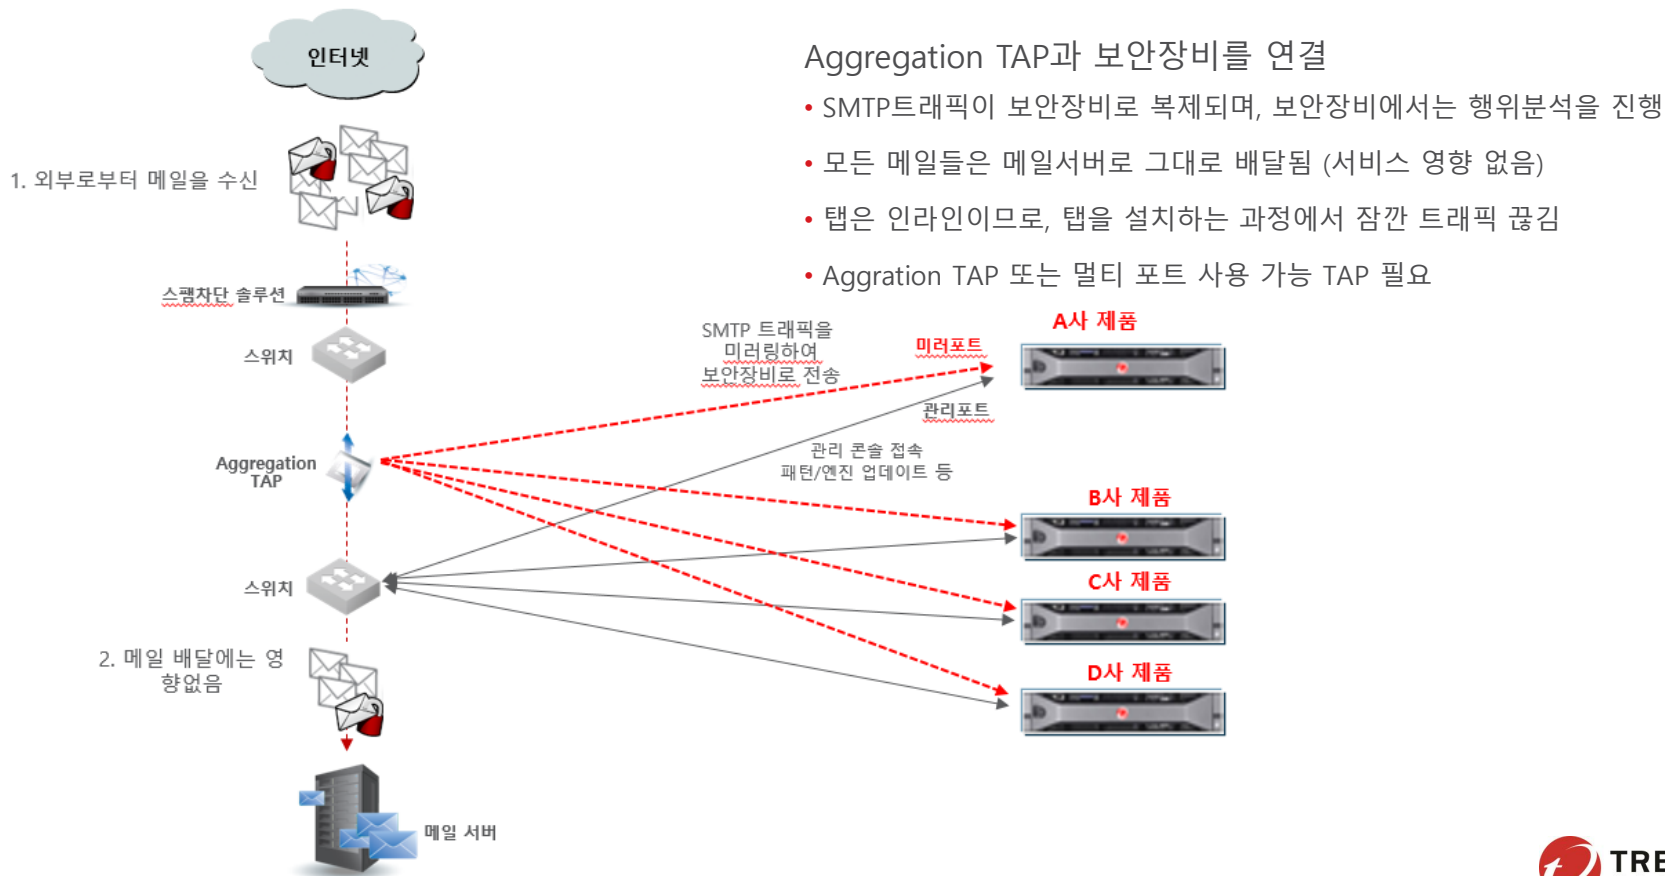 인터넷
Aggregation TAP과 보안장비를 연결
• SMTP트래픽이 보안장비로 복제되며, 보안장비에서는 행위분석을 진행
• 모든 메일들은 메일서버로 그대로 배달됨 (서비스 영향 없음)
• 탭은 인라인이므로, 탭을 설치하는 과정에서 잠깐 트래픽 끊김
• Aggration TAP 또는 멀티 포트 사용 가능 TAP 필요
1. 외부로부터 메일을 수신
스팸차단 솔루션
스위치
Aggregation
TAP
스위치
2. 메일 배달에는 영
향없음
메일 서버
SMTP 트래픽을
미러링하여
보안장비로 전송
미러포트
관리포트
관리 콘솔 접속
패턴/엔진 업데이트 등
A사 제품
B사 제품
C사 제품
D사 제품
TRE